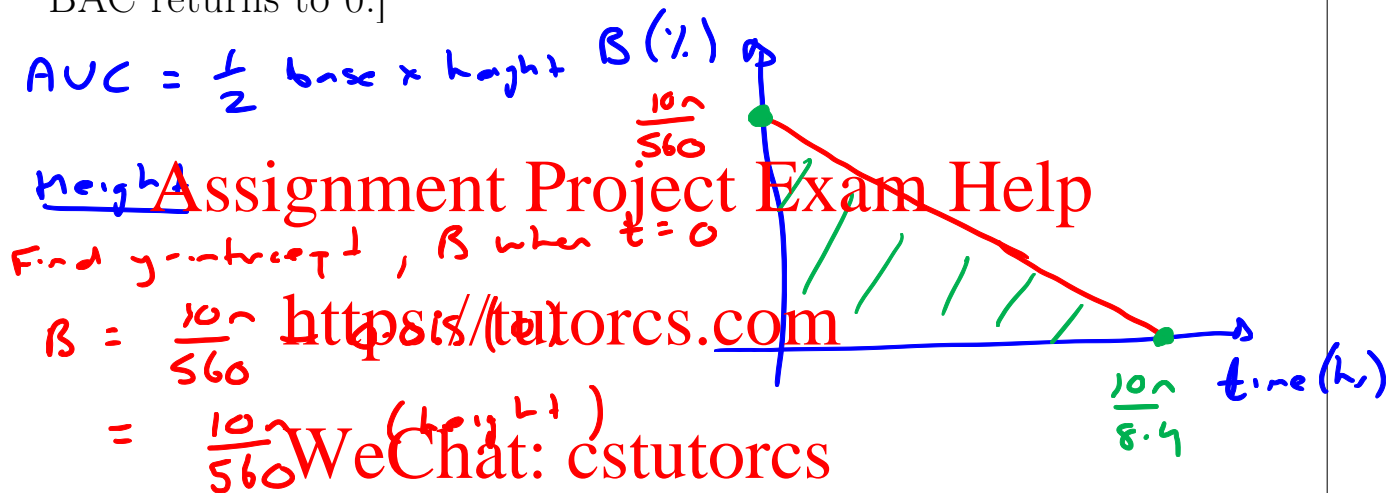 BAC returns to 0.]
AUC = 1/2 base x height
B (%)
10n/560
Height
Assignment Project Exam Help
Find y-intercept, B when t=0
B = 10n/560 - 0.015(0)
https://tutorcs.com
= 10n/560 (height)
WeChat: cstutorcs
10n/8.4
time (h)